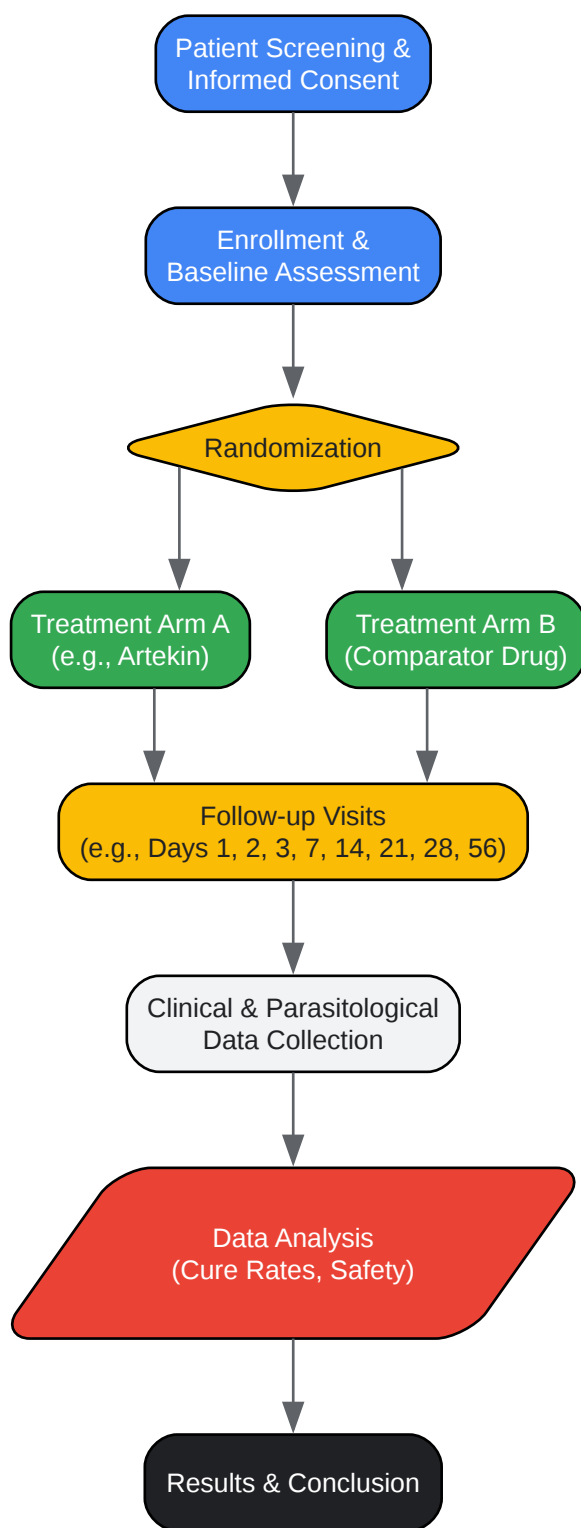 Patient Screening &
Informed Consent
Enrollment &
Baseline Assessment
Randomization
Treatment Arm A
(e.g., Artekin)
Treatment Arm B
(Comparator Drug)
Follow-up Visits
(e.g., Days 1, 2, 3, 7, 14, 21, 28, 56)
Clinical & Parasitological
Data Collection
Data Analysis
(Cure Rates, Safety)
Results & Conclusion